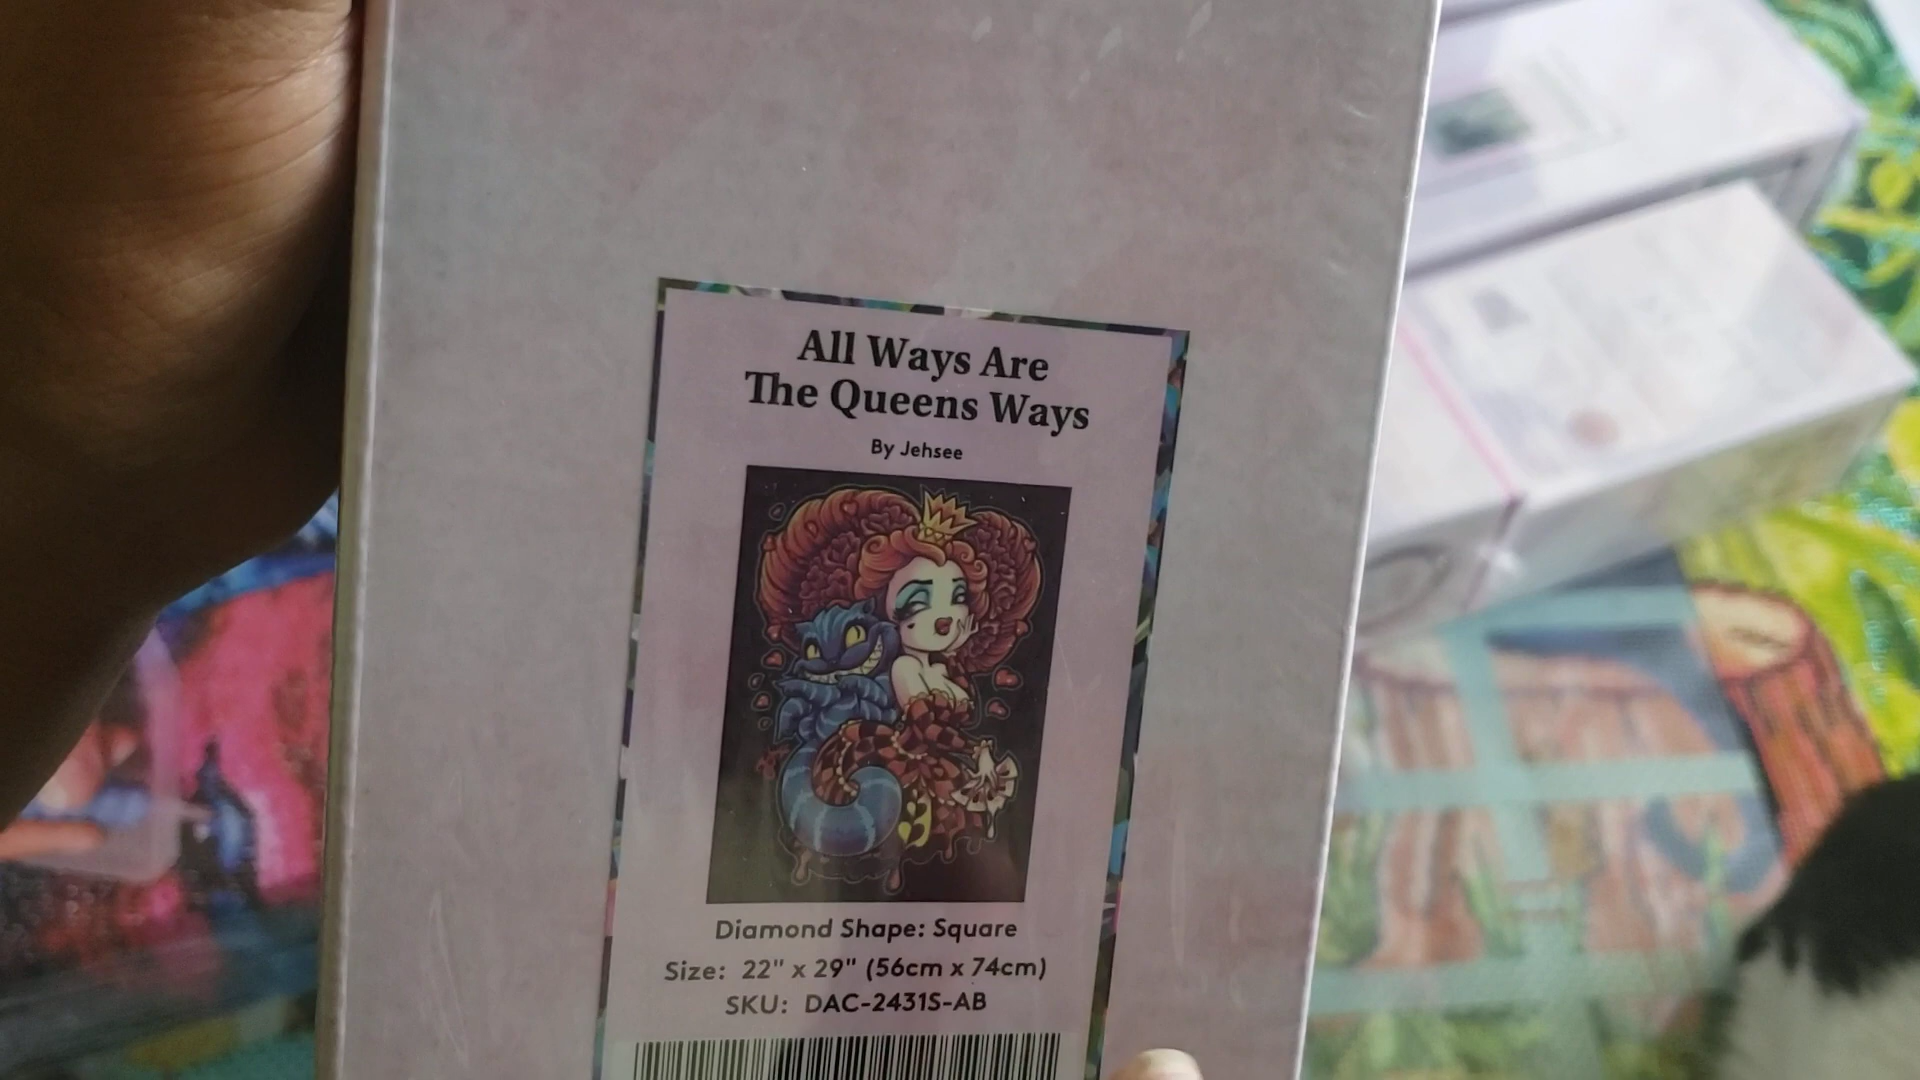 All Ways Are
The Queens Ways
By Jehsee
Diamond Shape: Square
Size: 22" x 29" (56cm x 74cm)
SKU: DAC-2431S-AB